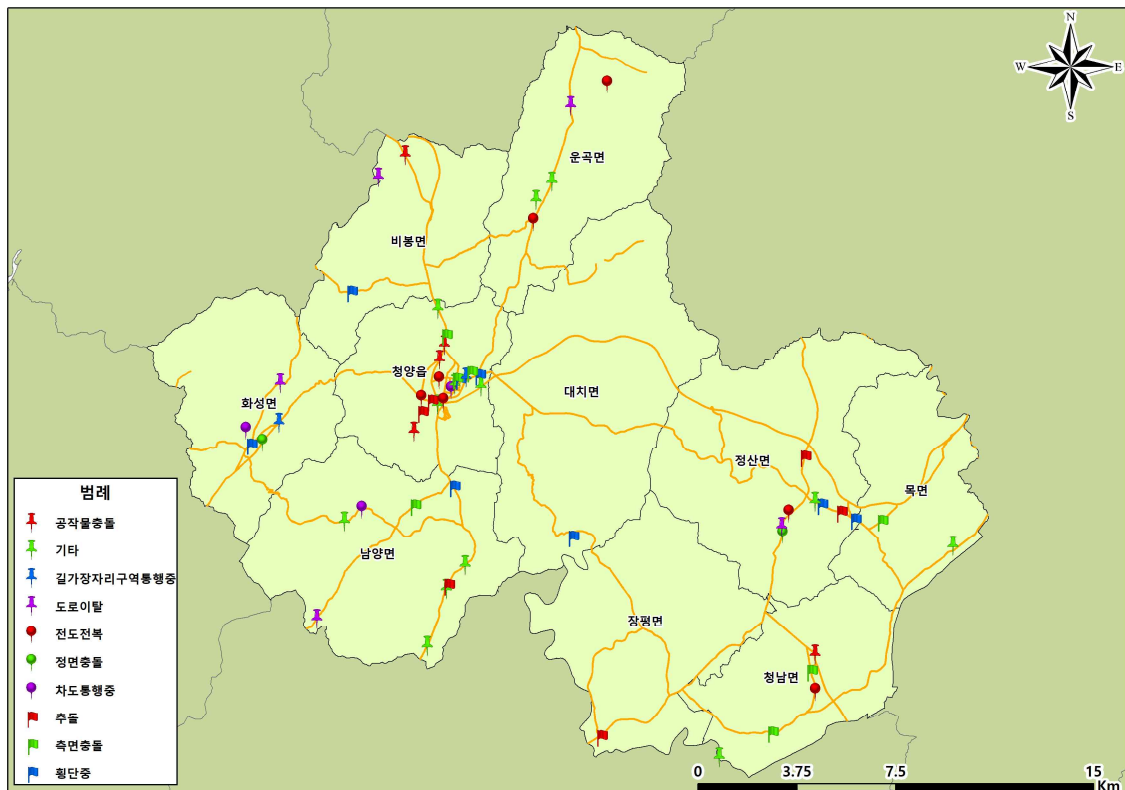 N
W
E
S
운곡면
비봉면
청양읍
대치면
화성면
정산면
목면
남양면
장평면
청남면
범례
공작물충돌
기타
길가장자리구역통행중
도로이탈
전도전복
정면충돌
차도통행중
추돌
측면충돌
횡단중
0 3.75 7.5 15
Km